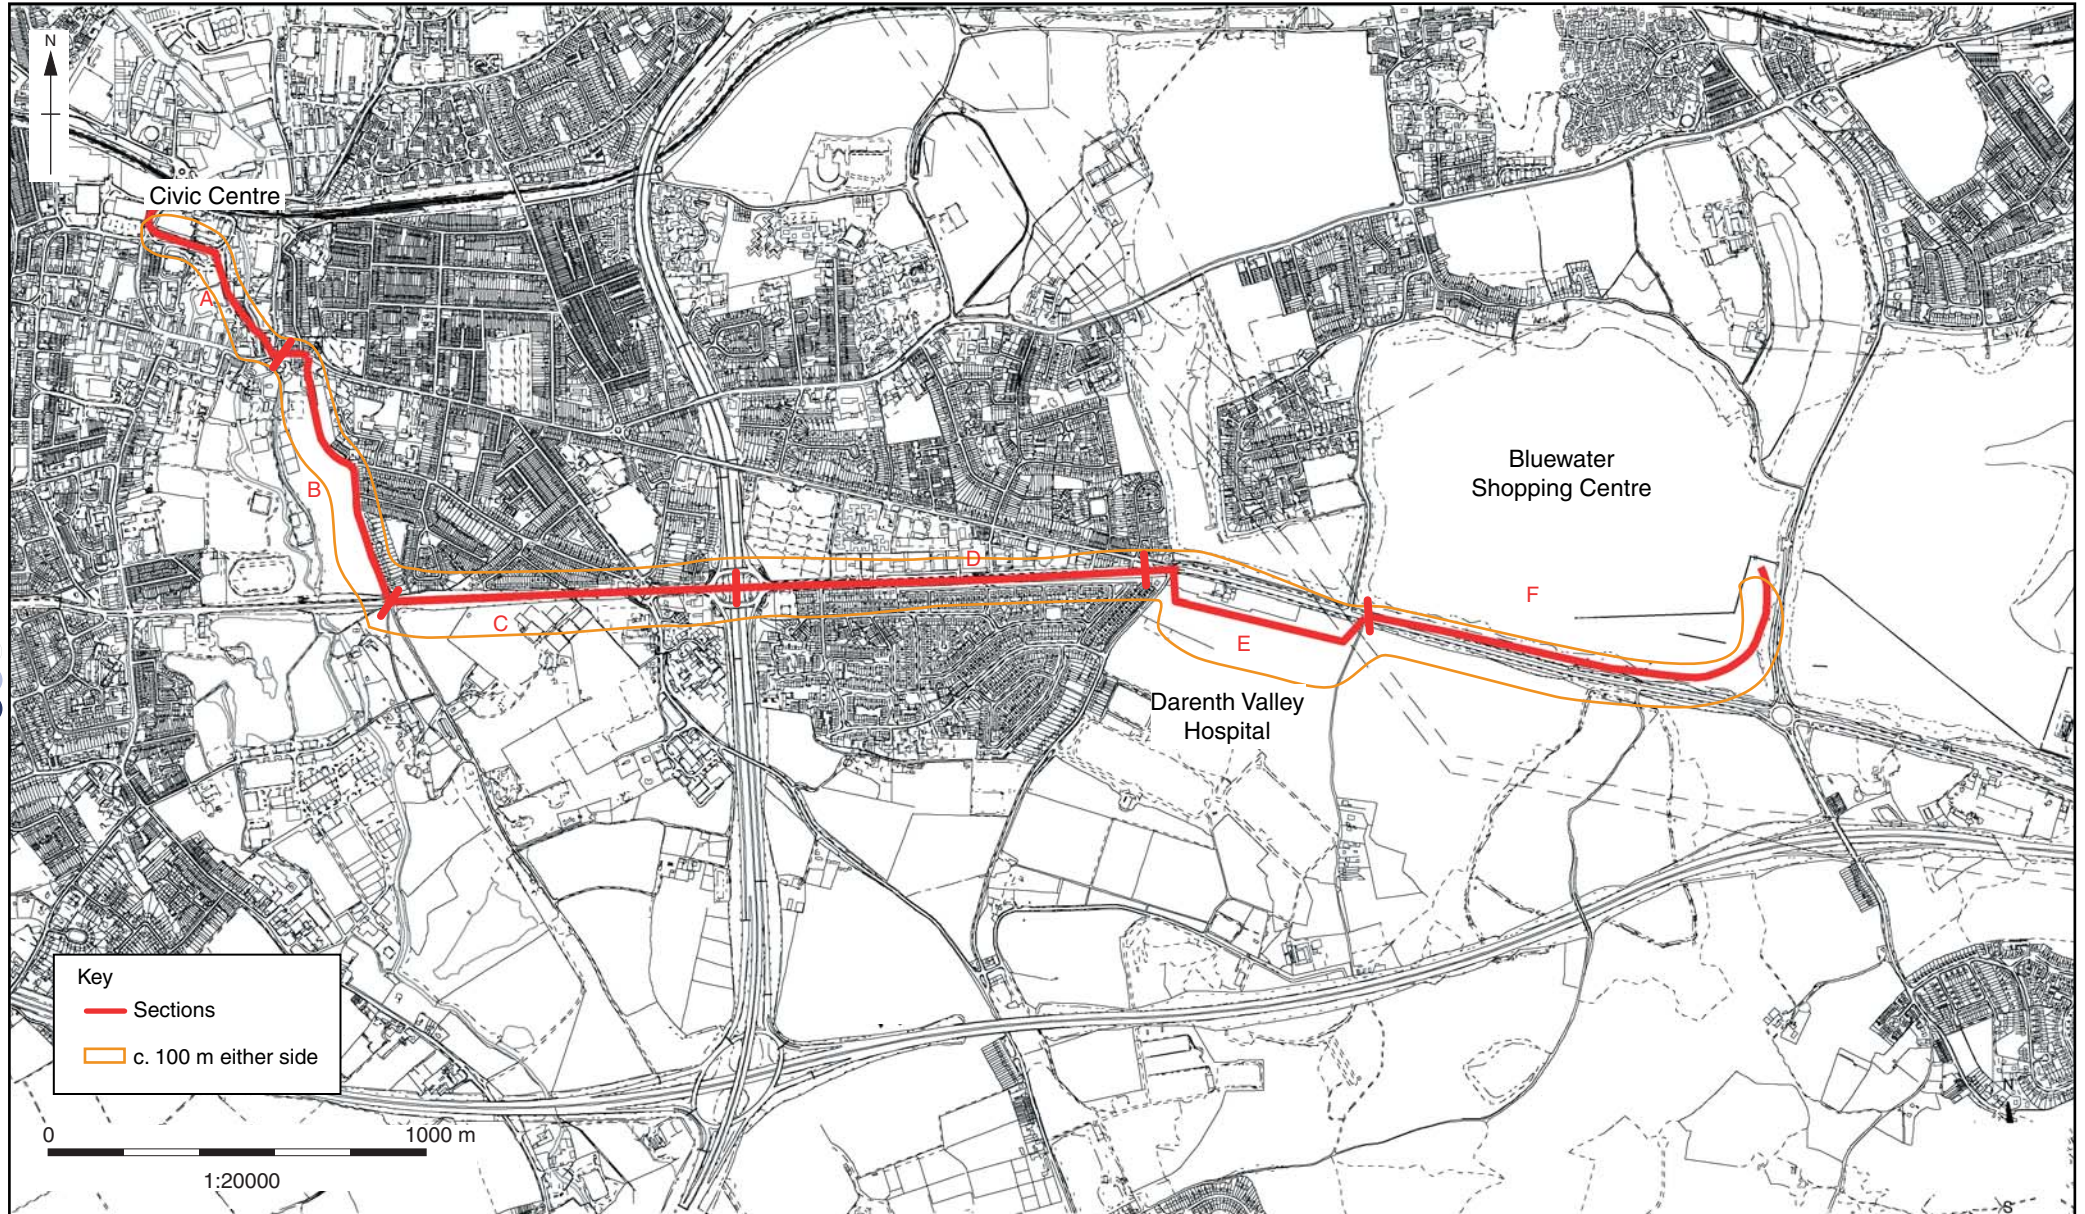 N
Civic Centre
A
B
Bluewater
Shopping Centre
D
F
C
E
Darenth Valley
Hospital
Key
Sections
c. 100 m either side
N
0
1000 m
1:20000
S